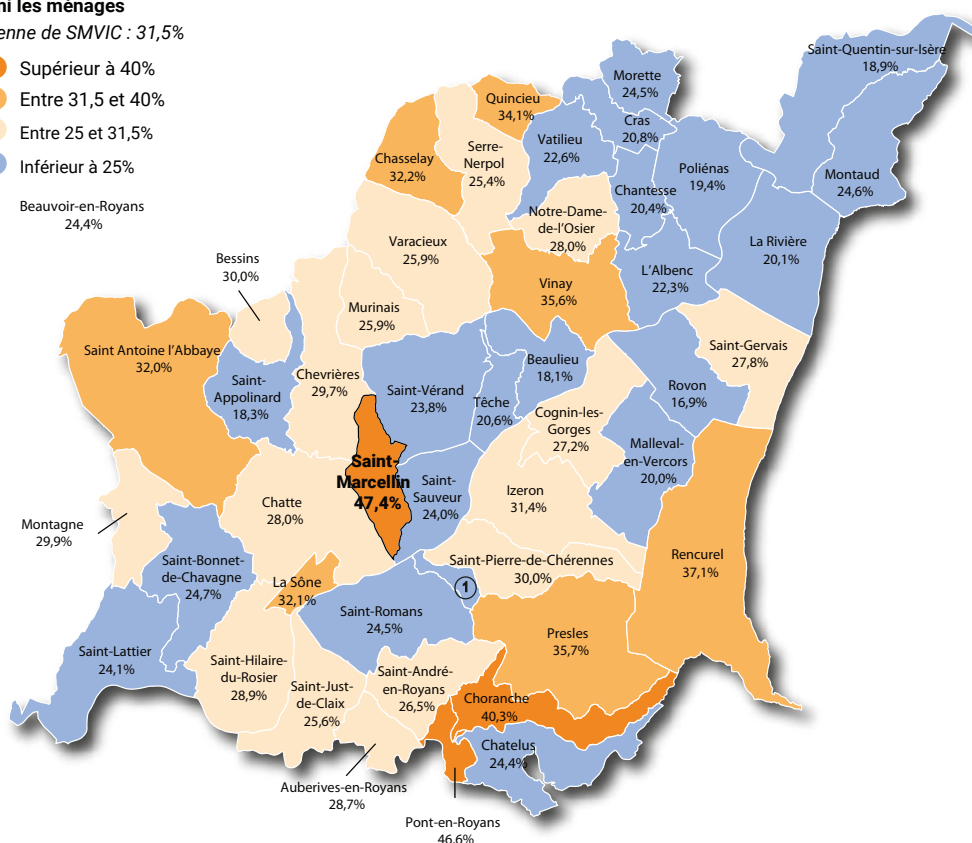 les ménages
de SMVIC : 31,5%
Supérieur à 40%
Entre 31,5 et 40%
Entre 25 et 31,5%
Inférieur à 25%
Beauvoir-en-Royans
24,4%
Saint-Quentin-sur-Isère
18,9%
Morette
24,5%
Quincieu
34,1%
Cras
20,8%
Vatilieu
22,6%
Serre-
Nerpol
25,4%
Chasselay
32,2%
Poliénas
19,4%
Montaud
24,6%
Chantesse
20,4%
Notre-Dame-
de-l'Osier
28,0%
Varacieux
25,9%
La Rivière
20,1%
Bessins
30,0%
L'Albenc
22,3%
Vinay
35,6%
Murinais
25,9%
Saint Antoine l'Abbaye
32,0%
Saint-Gervais
27,8%
Beaulieu
18,1%
Chevrières
29,7%
Saint-
Appolinard
18,3%
Saint-Vérand
23,8%
Rovon
16,9%
Têche
20,6%
Cognin-les-
Gorges
27,2%
Malleval-
en-Vercors
20,0%
Saint-
Marcellin
47,4%
Saint-
Sauveur
24,0%
Izeron
31,4%
Chatte
28,0%
Montagne
29,9%
Saint-Pierre-de-Chérennes
30,0%
Rencurel
37,1%
Saint-Bonnet-
de-Chavagne
24,7%
La Sône
32,1%
1
Saint-Romans
24,5%
Presles
35,7%
Saint-Lattier
24,1%
Saint-Hilaire-
du-Rosier
28,9%
Saint-Just-
de-Claix
25,6%
Saint-André-
en-Royans
26,5%
Choranche
40,3%
Chatelus
24,4%
Auberives-en-Royans
28,7%
Pont-en-Royans
46,6%